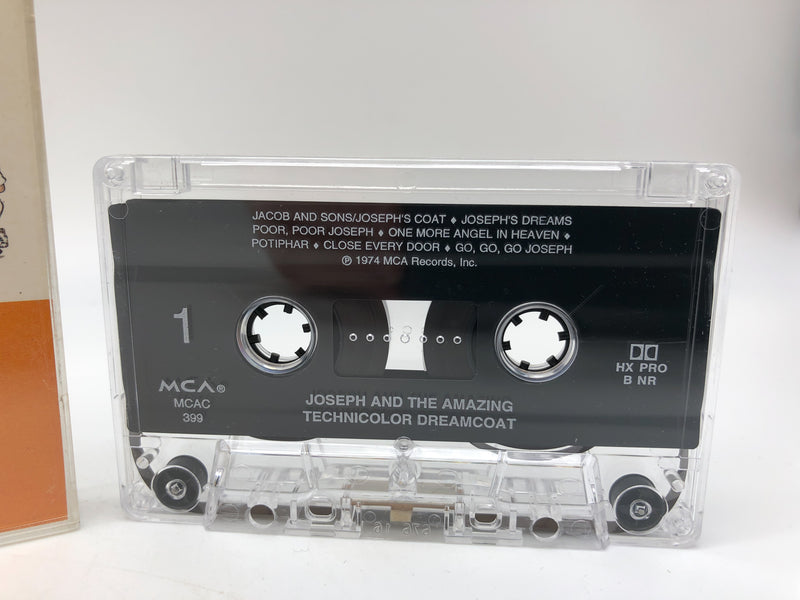 JACOB AND SONS/JOSEPH'S COAT ♦ JOSEPH'S DREAMS
POOR, POOR JOSEPH ♦ ONE MORE ANGEL IN HEAVEN ♦
POTIPHAR ♦ CLOSE EVERY DOOR ♦ GO, GO, GO JOSEPH
℗ 1974 MCA Records, Inc.
1
MCA®
MCAC
399
HX PRO
B NR
JOSEPH AND THE AMAZING
TECHNICOLOR DREAMCOAT